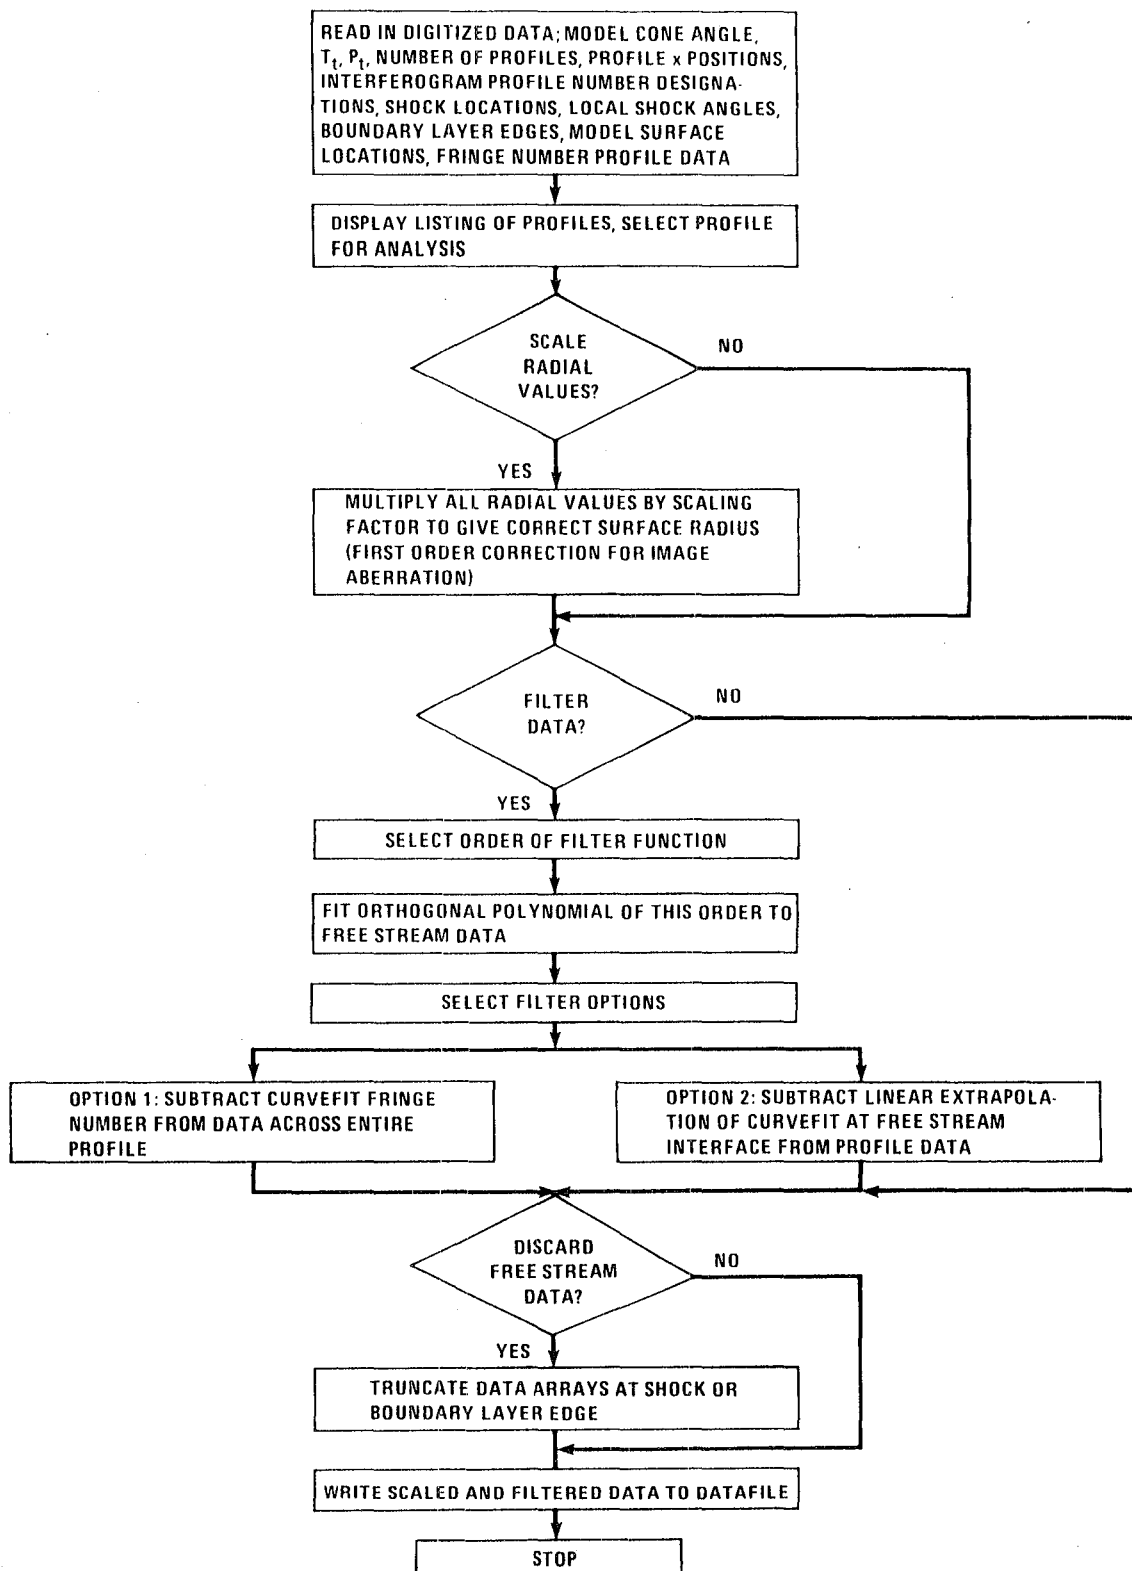 READ IN DIGITIZED DATA; MODEL CONE ANGLE,
Tt, Pt, NUMBER OF PROFILES, PROFILE x POSITIONS,
INTERFEROGRAM PROFILE NUMBER DESIGNA-
TIONS, SHOCK LOCATIONS, LOCAL SHOCK ANGLES,
BOUNDARY LAYER EDGES, MODEL SURFACE
LOCATIONS, FRINGE NUMBER PROFILE DATA
DISPLAY LISTING OF PROFILES, SELECT PROFILE
FOR ANALYSIS
SCALE
RADIAL
VALUES?
NO
YES
MULTIPLY ALL RADIAL VALUES BY SCALING
FACTOR TO GIVE CORRECT SURFACE RADIUS
(FIRST ORDER CORRECTION FOR IMAGE
ABERRATION)
FILTER
DATA?
NO
YES
SELECT ORDER OF FILTER FUNCTION
FIT ORTHOGONAL POLYNOMIAL OF THIS ORDER TO
FREE STREAM DATA
SELECT FILTER OPTIONS
OPTION 1: SUBTRACT CURVEFIT FRINGE
NUMBER FROM DATA ACROSS ENTIRE
PROFILE
OPTION 2: SUBTRACT LINEAR EXTRAPOLA-
TION OF CURVEFIT AT FREE STREAM
INTERFACE FROM PROFILE DATA
DISCARD
FREE STREAM
DATA?
NO
YES
TRUNCATE DATA ARRAYS AT SHOCK OR
BOUNDARY LAYER EDGE
WRITE SCALED AND FILTERED DATA TO DATAFILE
STOP